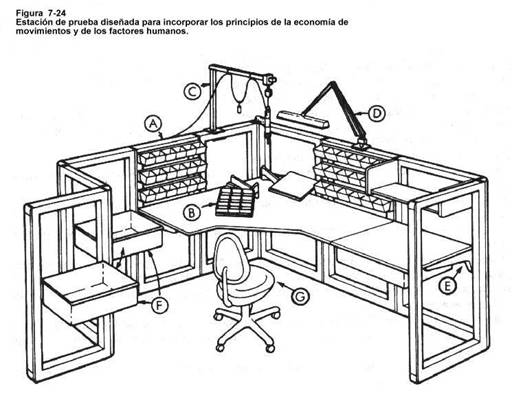 Figura 7-24
Estación de prueba diseñada para incorporar los principios de la economía de
movimientos y de los factores humanos.
C
D
A
B
E
F
G